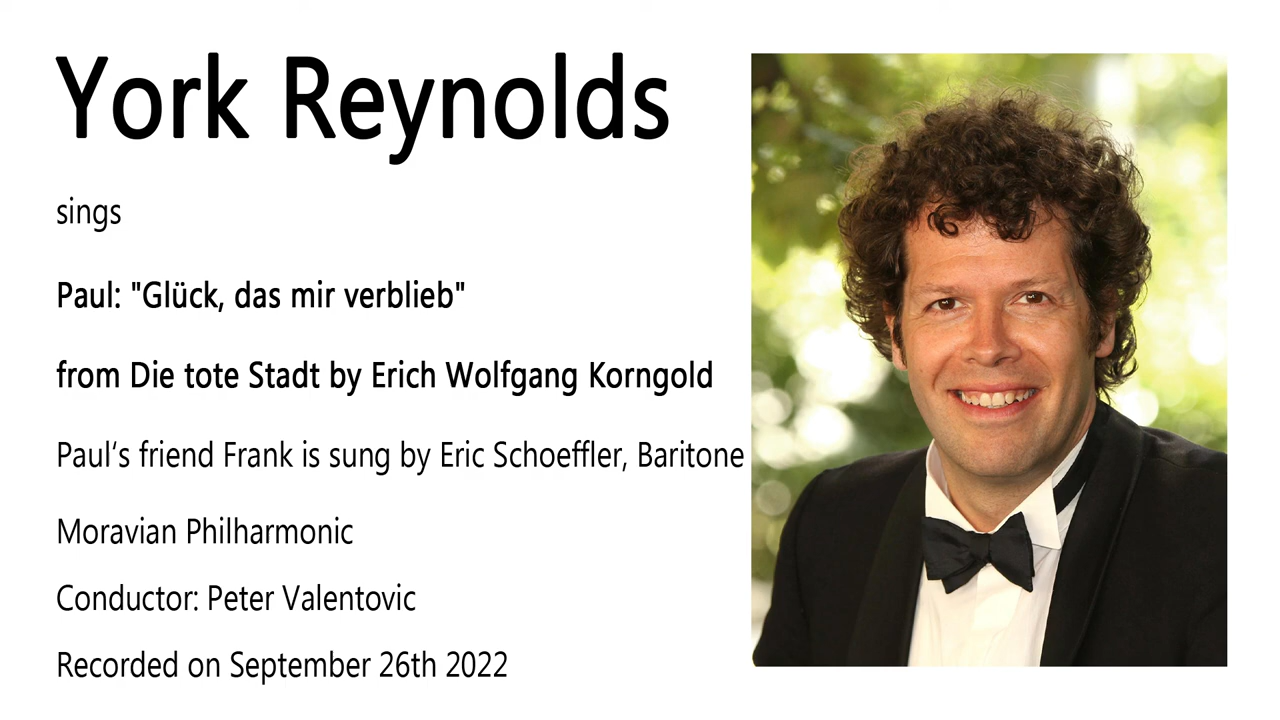 York Reynolds
sings
Paul: "Glück, das mir verblieb"
from Die tote Stadt by Erich Wolfgang Korngold
Paul‘s friend Frank is sung by Eric Schoeffler, Baritone
Moravian Philharmonic
Conductor: Peter Valentovic
Recorded on September 26th 2022